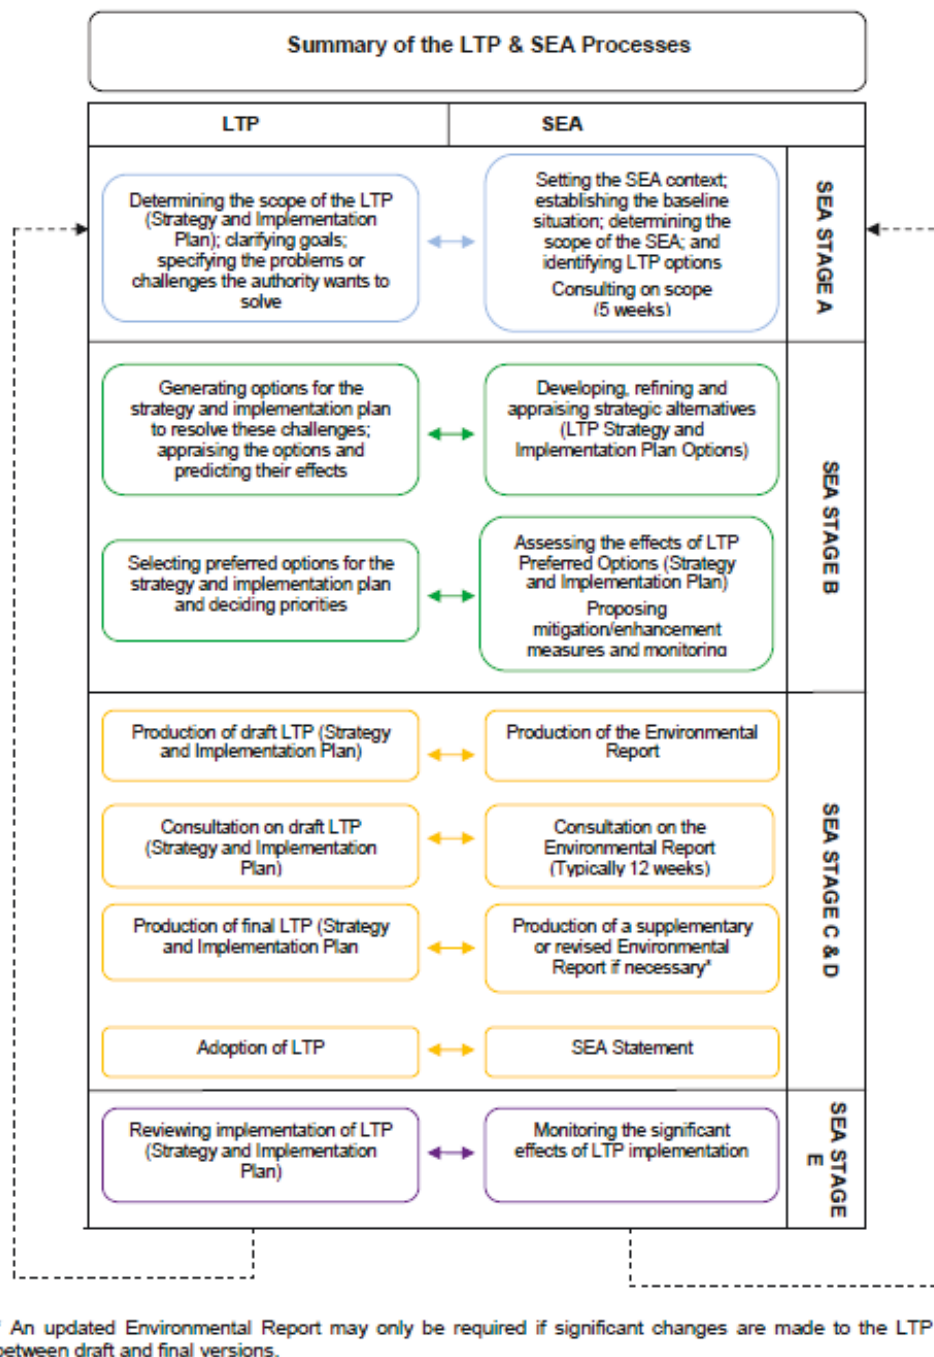 Summary of the LTP & SEA Processes
LTP
SEA
Determining the scope of the LTP
(Strategy and Implementation
Plan); clarifying goals;
specifying the problems or
challenges the authority wants to
solve
Setting the SEA context;
establishing the baseline
situation; determining the
scope of the SEA; and
identifying LTP options
Consulting on scope
(5 weeks)
SEA STAGE A
Generating options for the
strategy and implementation plan
to resolve these challenges;
appraising the options and
predicting their effects
Developing, refining and
appraising strategic alternatives
(LTP Strategy and
Implementation Plan Options)
Selecting preferred options for the
strategy and implementation plan
and deciding priorities
Assessing the effects of LTP
Preferred Options (Strategy
and Implementation Plan)
Proposing
mitigation/enhancement
measures and monitoring
SEA STAGE B
Production of draft LTP (Strategy
and Implementation Plan)
Production of the Environmental
Report
Consultation on draft LTP
(Strategy and Implementation
Plan)
Consultation on the
Environmental Report
(Typically 12 weeks)
Production of final LTP (Strategy
and Implementation Plan
Production of a supplementary
or revised Environmental
Report if necessary*
Adoption of LTP
SEA Statement
SEA STAGE C & D
Reviewing implementation of LTP
(Strategy and Implementation
Plan)
Monitoring the significant
effects of LTP implementation
SEA STAGE
E
* An updated Environmental Report may only be required if significant changes are made to the LTP
between draft and final versions.